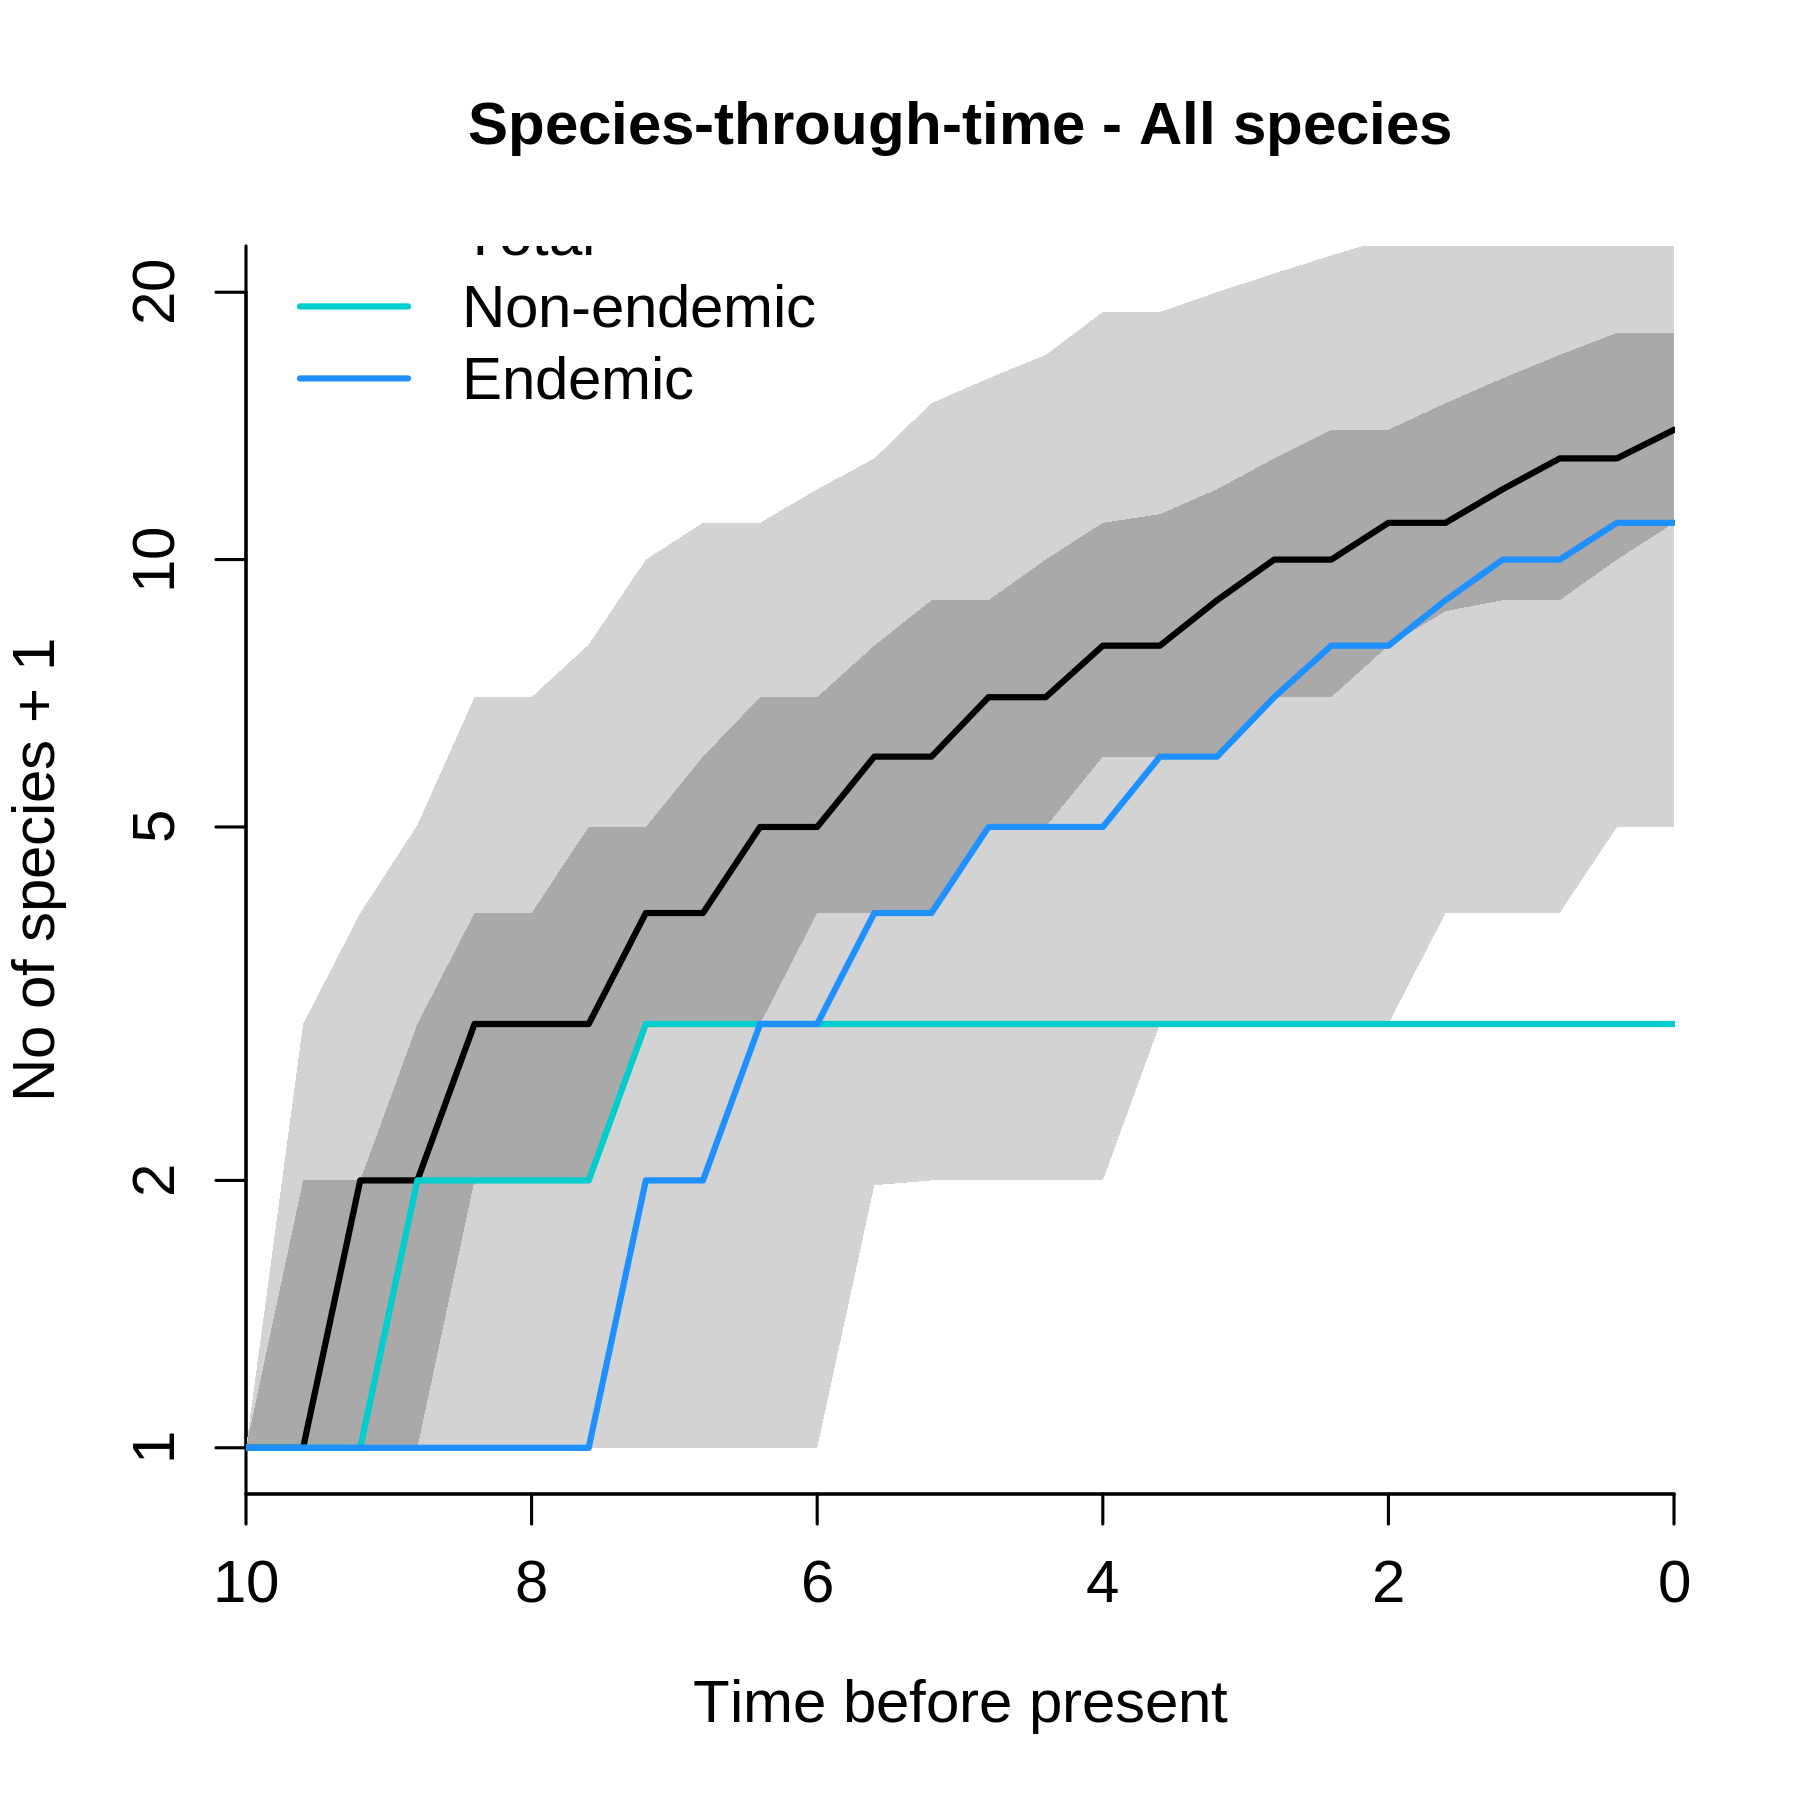 Species-through-time - All species
Total
Non-endemic
Endemic
No of species + 1
20
10
5
2
1
10 8 6 4 2 0
Time before present